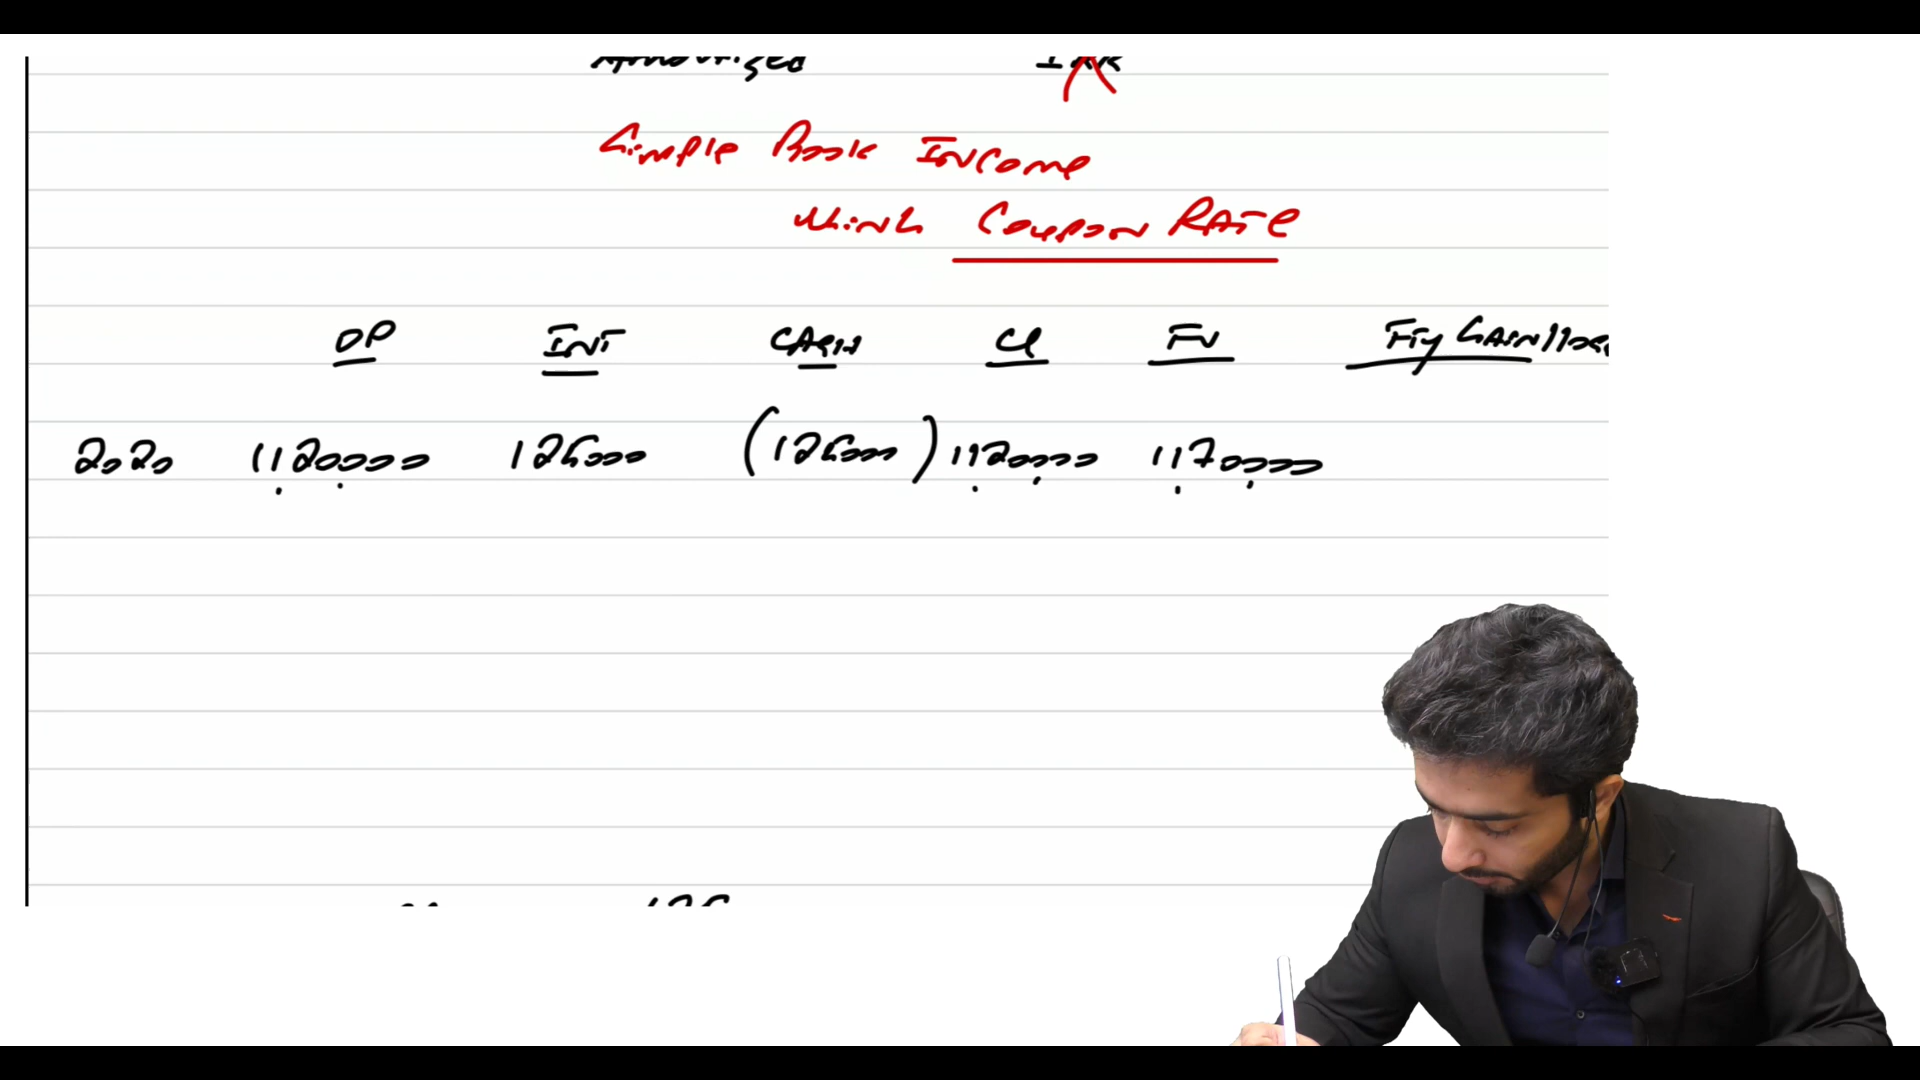 Simple Book INCome
which Coupon RATE
OP INT CASH Cl FV FTy GAIN/loss
2020 1120000 126000 (126000) 1120000 1170000